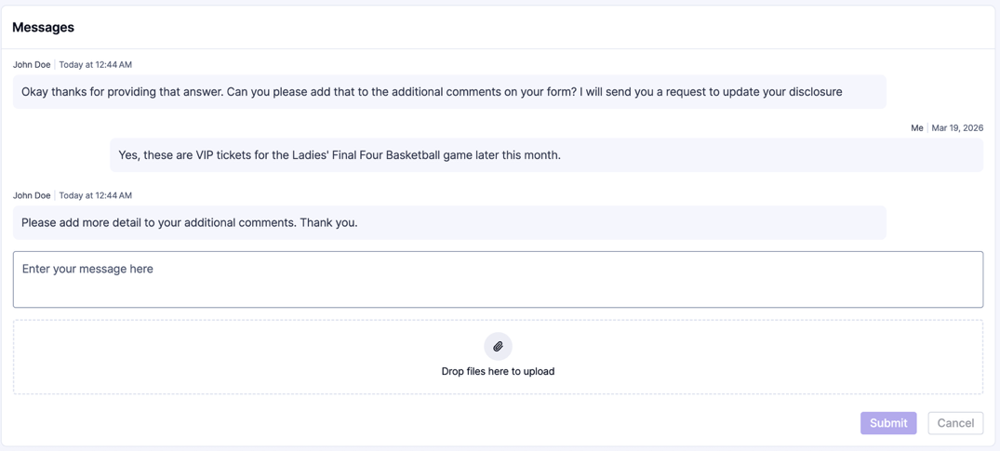 Messages
John Doe | Today at 12:44 AM
Okay thanks for providing that answer. Can you please add that to the additional comments on your form? I will send you a request to update your disclosure
Me | Mar 19, 2026
Yes, these are VIP tickets for the Ladies' Final Four Basketball game later this month.
John Doe | Today at 12:44 AM
Please add more detail to your additional comments. Thank you.
Enter your message here
Drop files here to upload
Submit Cancel